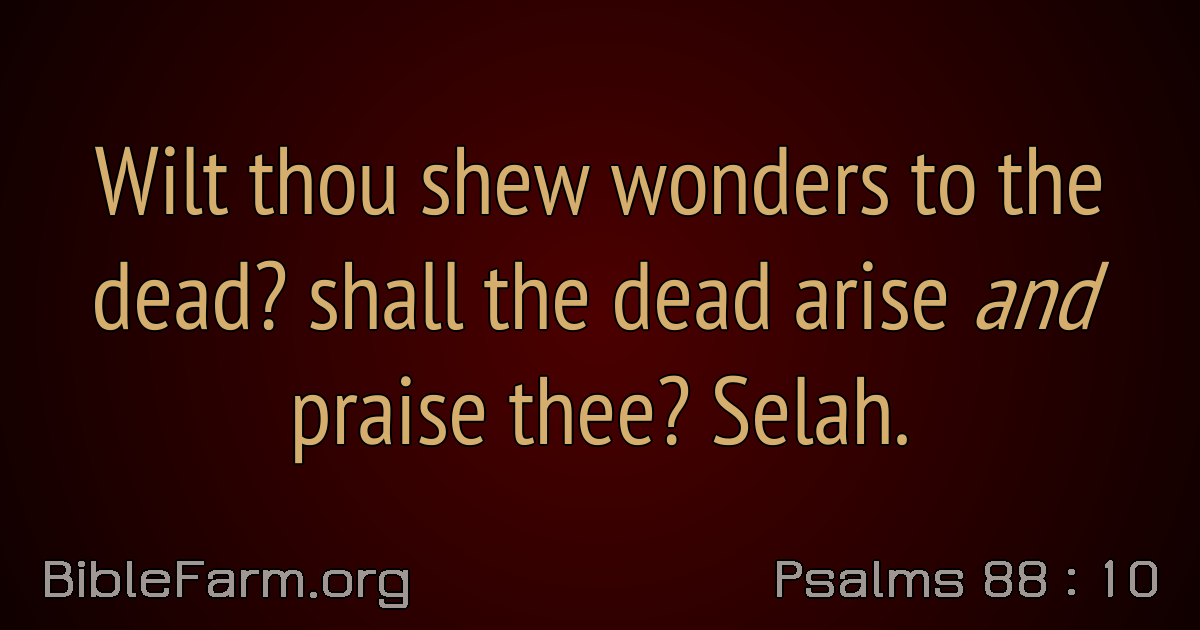 Wilt thou shew wonders to the
dead? shall the dead arise and
praise thee? Selah.
BibleFarm.org
Psalms 88 : 10